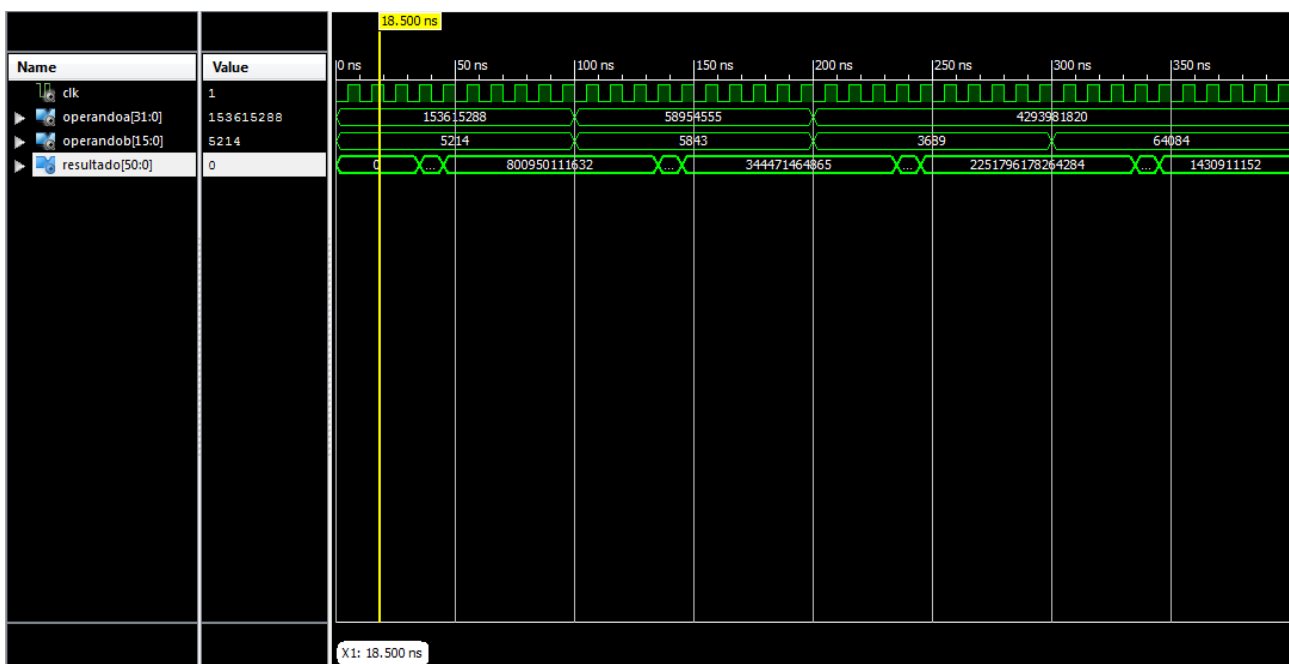 18.500 ns
Name Value |0 ns |50 ns |100 ns |150 ns |200 ns |250 ns |300 ns |350 ns
clk 1
operandoa[31:0] 153615288 153615288 58954555 4293981820
operandob[15:0] 5214 5214 5843 3689 64084
resultado[50:0] 0 0 ... 800950111632 ... 344471464865 ... 2251796178264284 ... 1430911152
X1: 18.500 ns